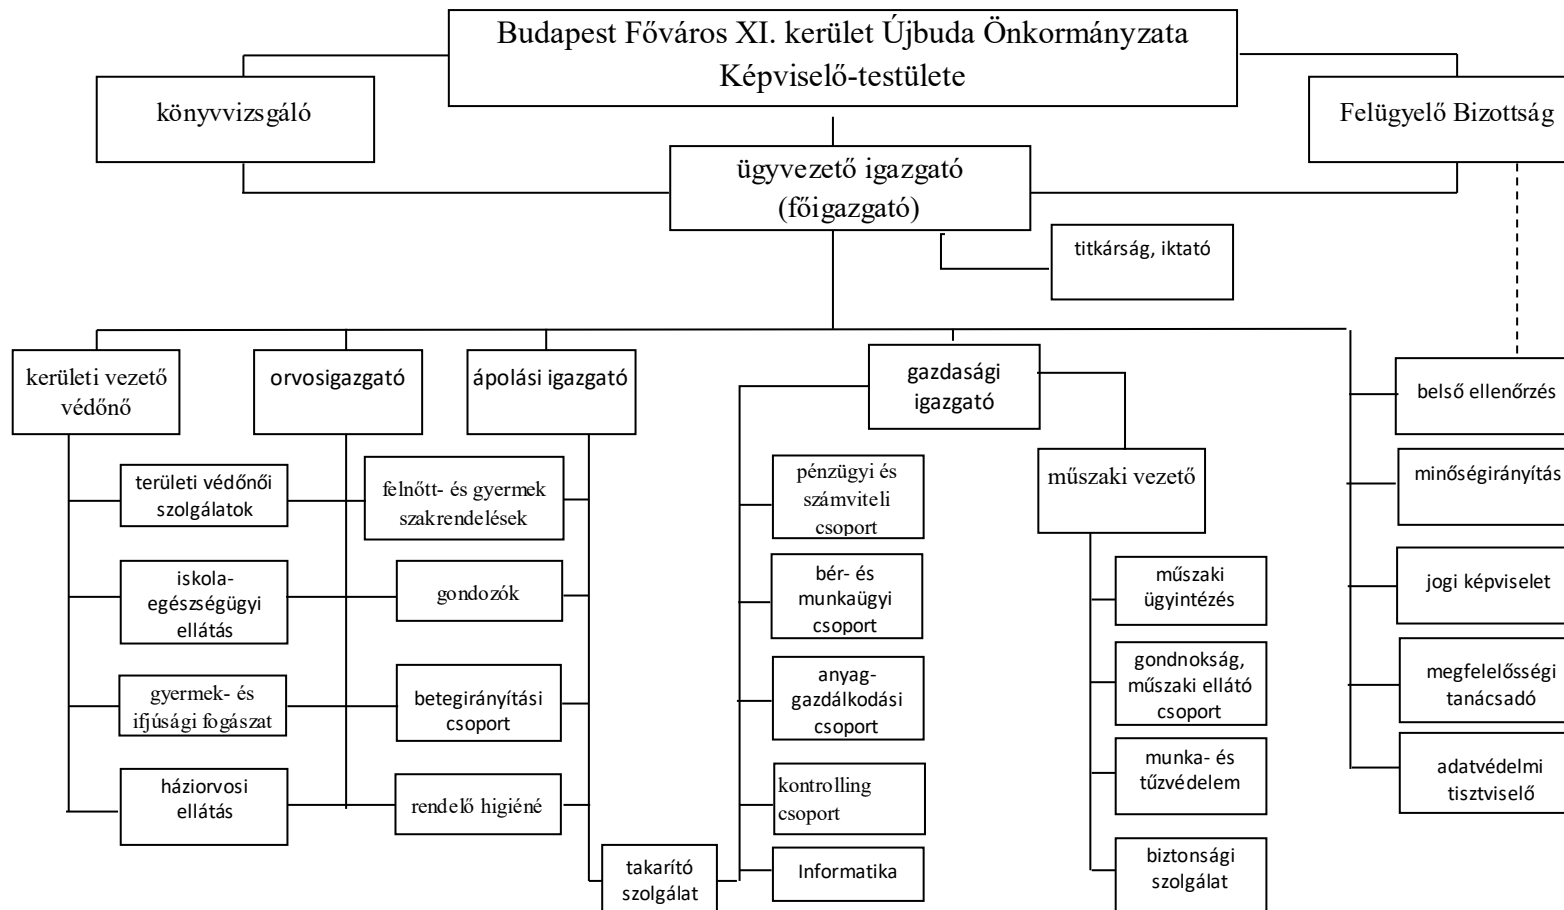 Budapest Főváros XI. kerület Újbuda Önkormányzata
Képviselő-testülete
könyvvizsgáló
Felügyelő Bizottság
ügyvezető igazgató
(főigazgató)
titkárság, iktató
kerületi vezető
védőnő
orvosigazgató
ápolási igazgató
gazdasági
igazgató
belső ellenőrzés
területi védőnői
szolgálatok
felnőtt- és gyermek
szakrendelések
pénzügyi és
számviteli
csoport
műszaki vezető
minőségirányítás
iskola-
egészségügyi
ellátás
gondozók
bér- és
munkaügyi
csoport
műszaki
ügyintézés
jogi képviselet
gyermek- és
ifjúsági fogászat
betegirányítási
csoport
anyag-
gazdálkodási
csoport
gondnokság,
műszaki ellátó
csoport
megfelelősségi
tanácsadó
háziorvosi
ellátás
rendelő higiéné
kontrolling
csoport
munka- és
tűzvédelem
adatvédelmi
tisztviselő
takarító
szolgálat
Informatika
biztonsági
szolgálat